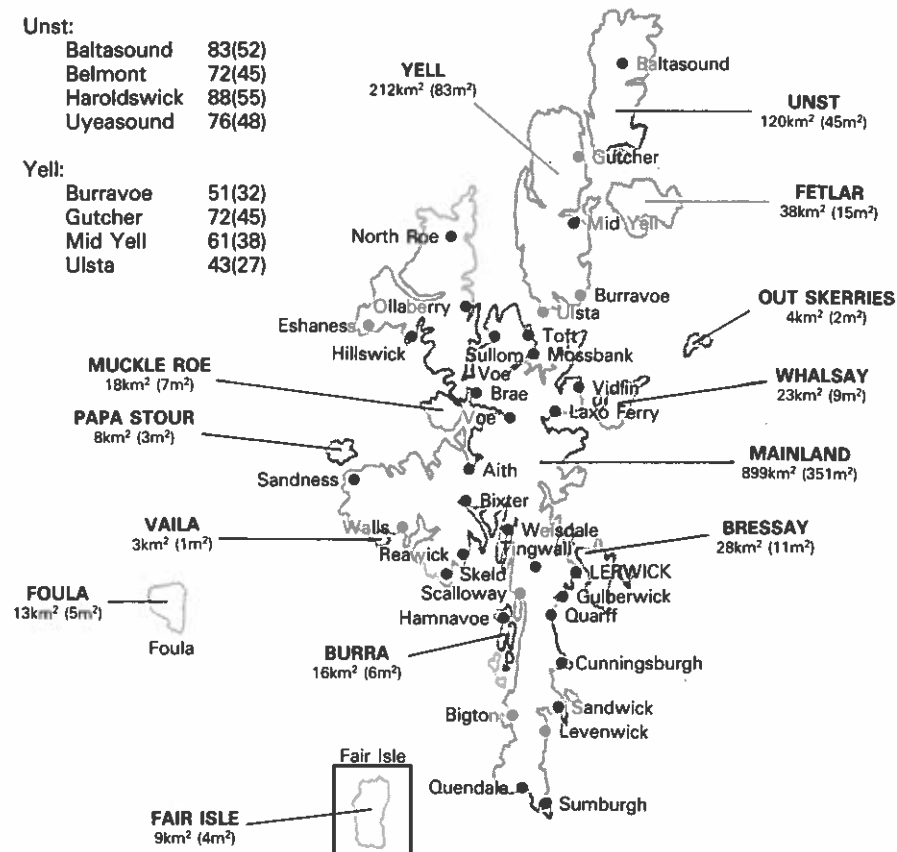 Unst:
Baltasound 83(52)
Belmont 72(45)
Haroldswick 88(55)
Uyeasound 76(48)
Yell:
Burravoe 51(32)
Gutcher 72(45)
Mid Yell 61(38)
Ulsta 43(27)
YELL
212km² (83m²)
Baltasound
UNST
120km² (45m²)
Gutcher
FETLAR
38km² (15m²)
Mid Yell
North Roe
Burravoe
Ulsta
OUT SKERRIES
4km² (2m²)
Ollaberry
Eshaness
Hillswick
Sullom
Voe
Toft
Mossbank
MUCKLE ROE
18km² (7m²)
Brae
Vidlin
WHALSAY
23km² (9m²)
Voe
Laxo Ferry
PAPA STOUR
8km² (3m²)
MAINLAND
899km² (351m²)
Sandness
Aith
Bixter
VAILA
3km² (1m²)
Walls
Weisdale
Tingwall
BRESSAY
28km² (11m²)
Reawick
Skeld
LERWICK
Scalloway
Gulberwick
FOULA
13km² (5m²)
Foula
Hamnavoe
Quarff
BURRA
16km² (6m²)
Cunningsburgh
Bigton
Sandwick
Levenwick
Fair Isle
Quendale
Sumburgh
FAIR ISLE
9km² (4m²)